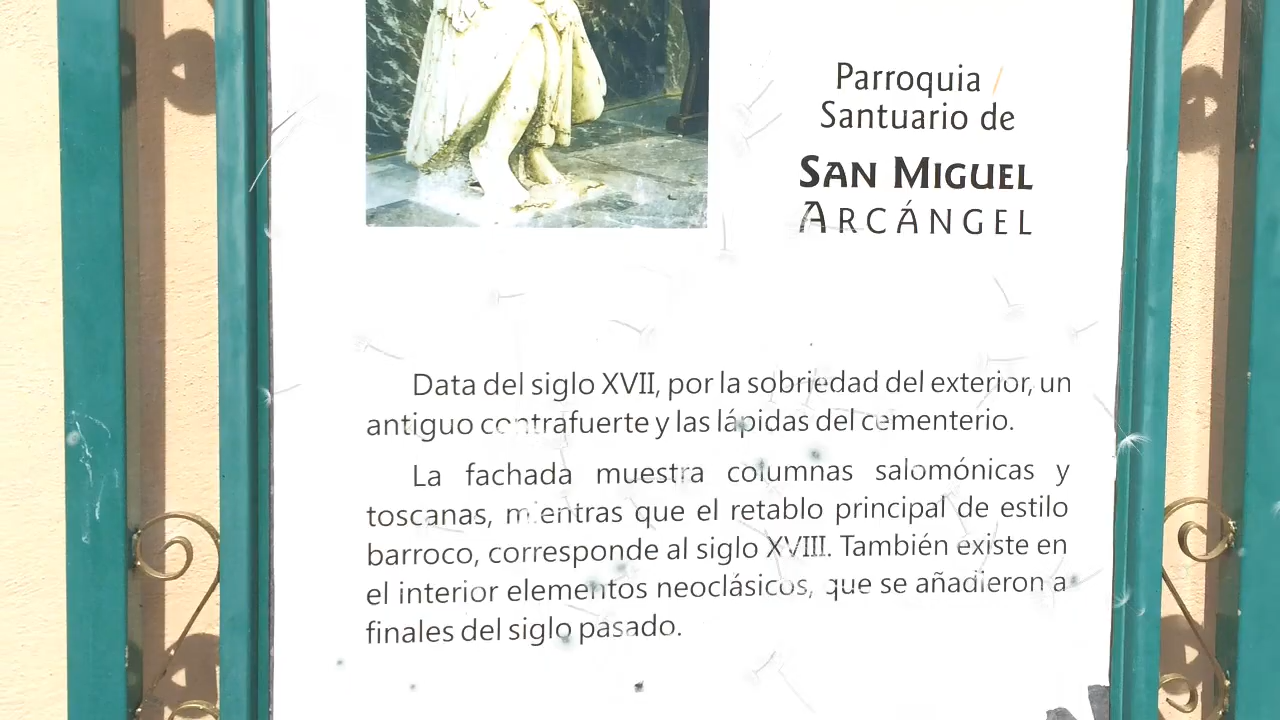 Parroquia
Santuario de
SAN MIGUEL
ARCÁNGEL
Data del siglo XVII, por la sobriedad del exterior, un
antiguo contrafuerte y las lápidas del cementerio.
La fachada muestra columnas salomónicas y
toscanas, mientras que el retablo principal de estilo
barroco, corresponde al siglo XVIII. También existe en
el interior elementos neoclásicos, que se añadieron a
finales del siglo pasado.